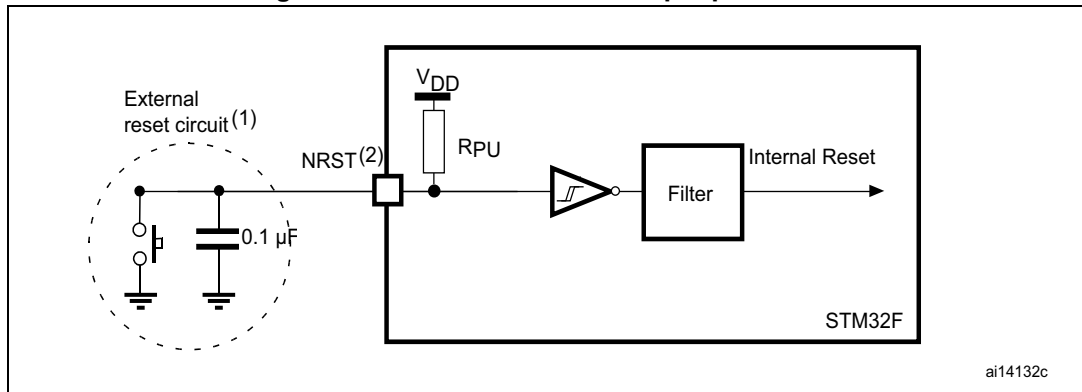 External
reset circuit(1)
NRST(2)
VDD
RPU
Internal Reset
Filter
0.1 μF
STM32F
ai14132c